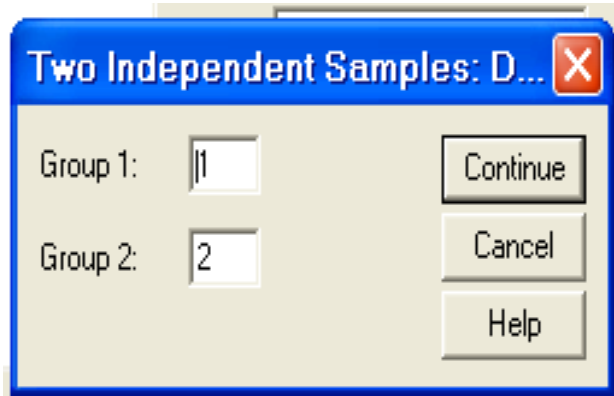 Two Independent Samples: D...
Group 1: 1 Continue
Group 2: 2 Cancel
Help